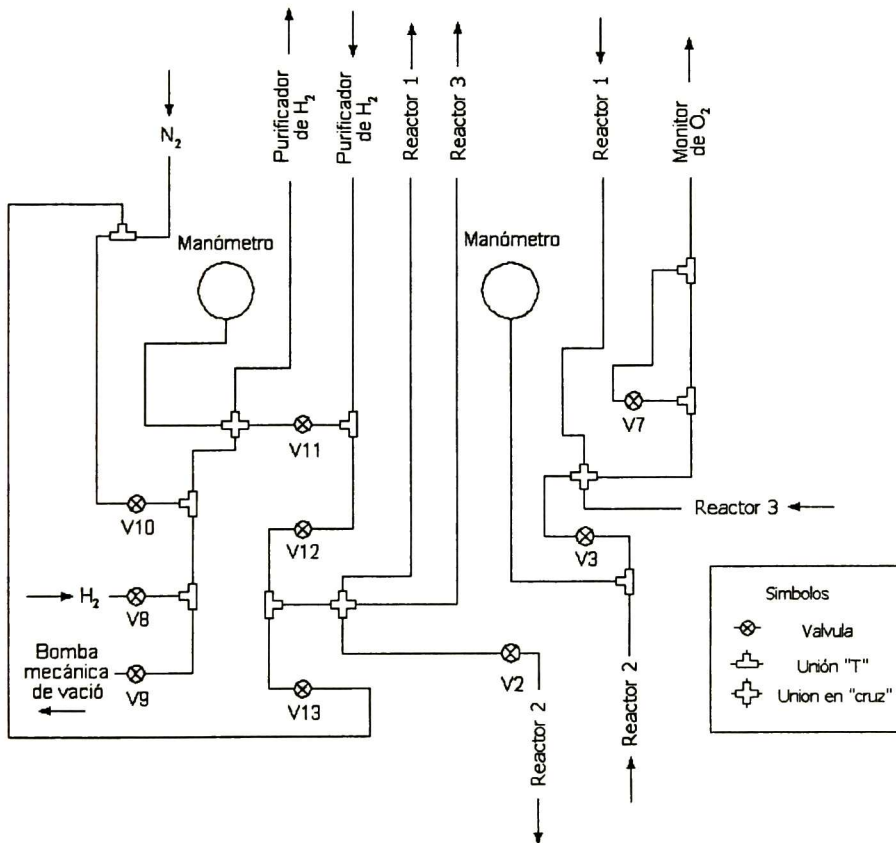 N₂
Purificador
de H₂
Purificador
de H₂
Reactor 1
Reactor 3
Reactor 1
Monitor
de O₂
Manómetro
Manómetro
V7
V11
V10
V12
Reactor 3
V3
H₂
V8
Bomba
mecánica
de vació
V9
V13
V2
Reactor 2
Reactor 2
Simbolos
Valvula
Unión "T"
Union en "cruz"